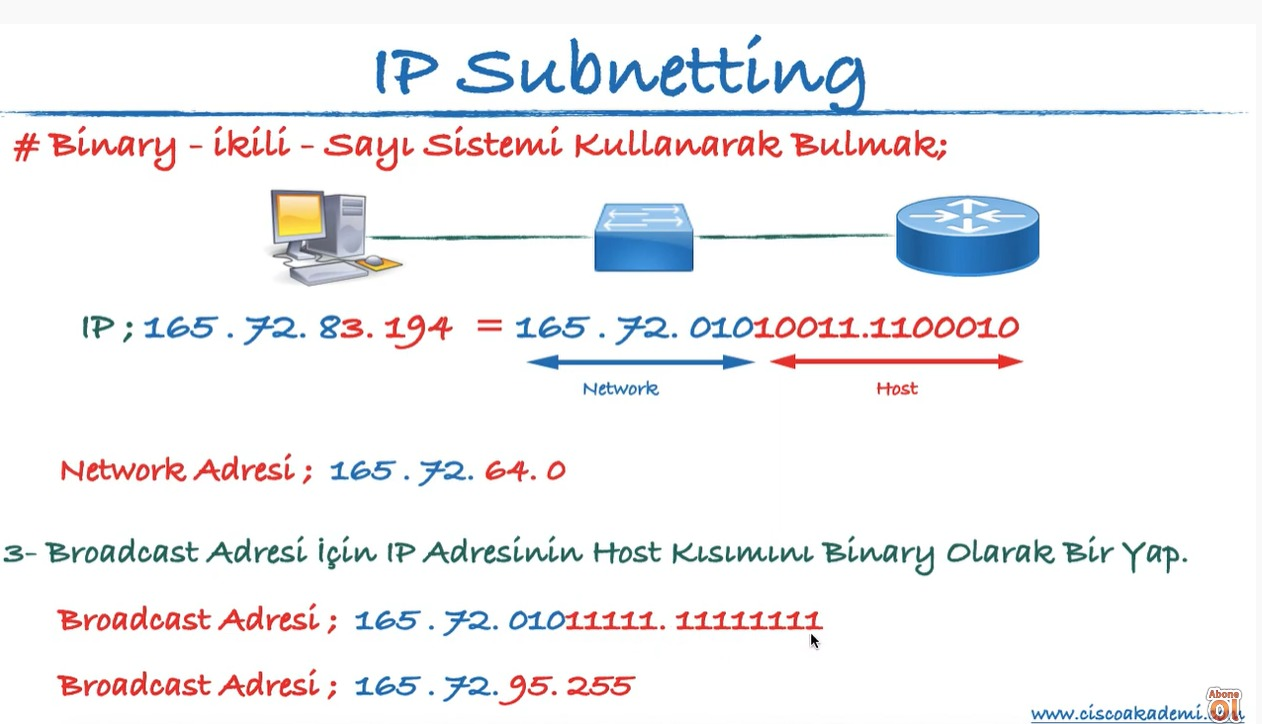 IP Subnetting
# Binary - ikili - Sayı Sistemi Kullanarak Bulmak;
IP ; 165 . 72. 83. 194 = 165 . 72. 01010011.1100010
Network Host
Network Adresi ; 165 . 72. 64. 0
3- Broadcast Adresi İçin IP Adresinin Host Kısımını Binary Olarak Bir Yap.
Broadcast Adresi ; 165 . 72. 01011111. 11111111
Broadcast Adresi ; 165 . 72. 95. 255
Abone
Ol
www.ciscoakademi.